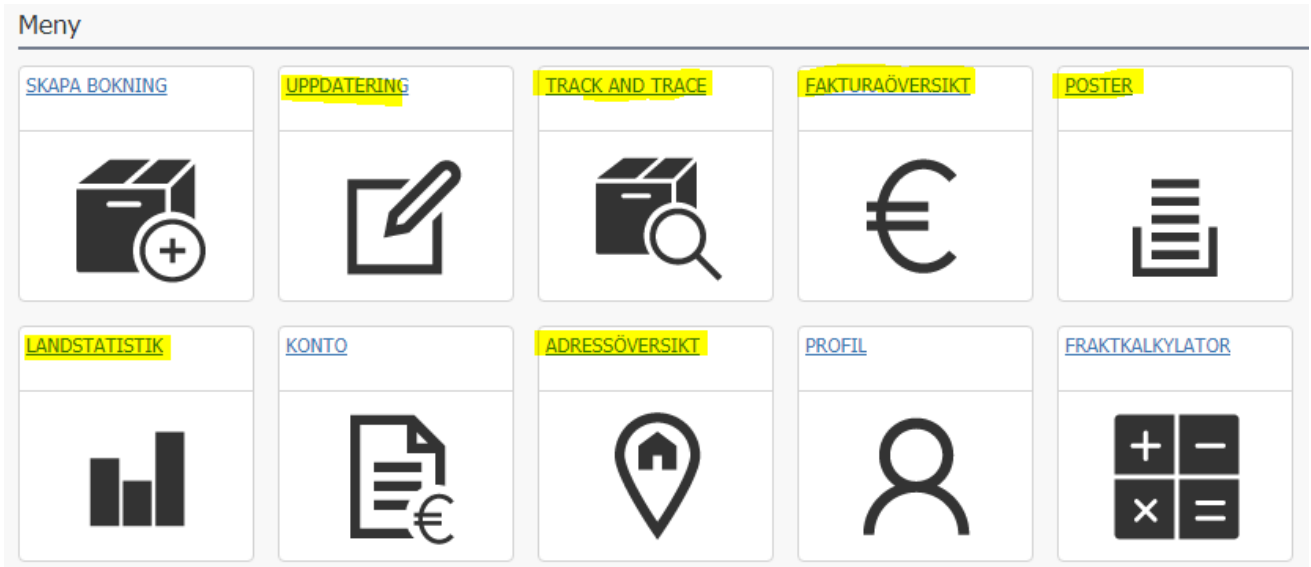 Meny
SKAPA BOKNING
UPPDATERING
TRACK AND TRACE
FAKTURAÖVERSIKT
POSTER
LANDSTATISTIK
KONTO
ADRESSÖVERSIKT
PROFIL
FRAKTKALKYLATOR